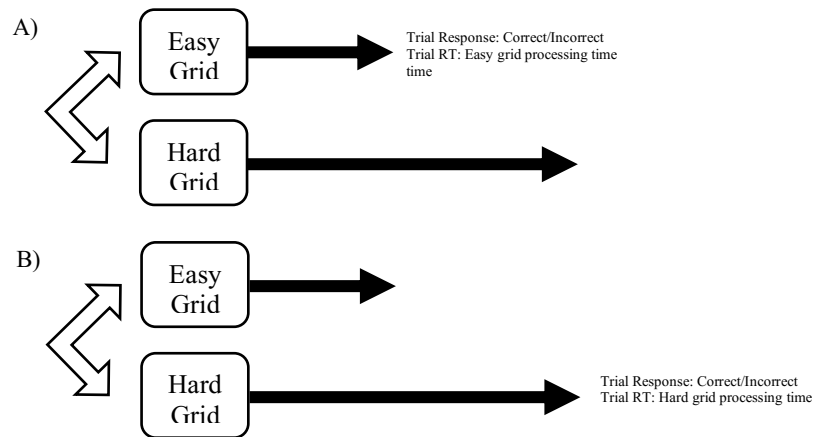 A)
Easy
Grid
Trial Response: Correct/Incorrect
Trial RT: Easy grid processing time
time
Hard
Grid
B)
Easy
Grid
Hard
Grid
Trial Response: Correct/Incorrect
Trial RT: Hard grid processing time